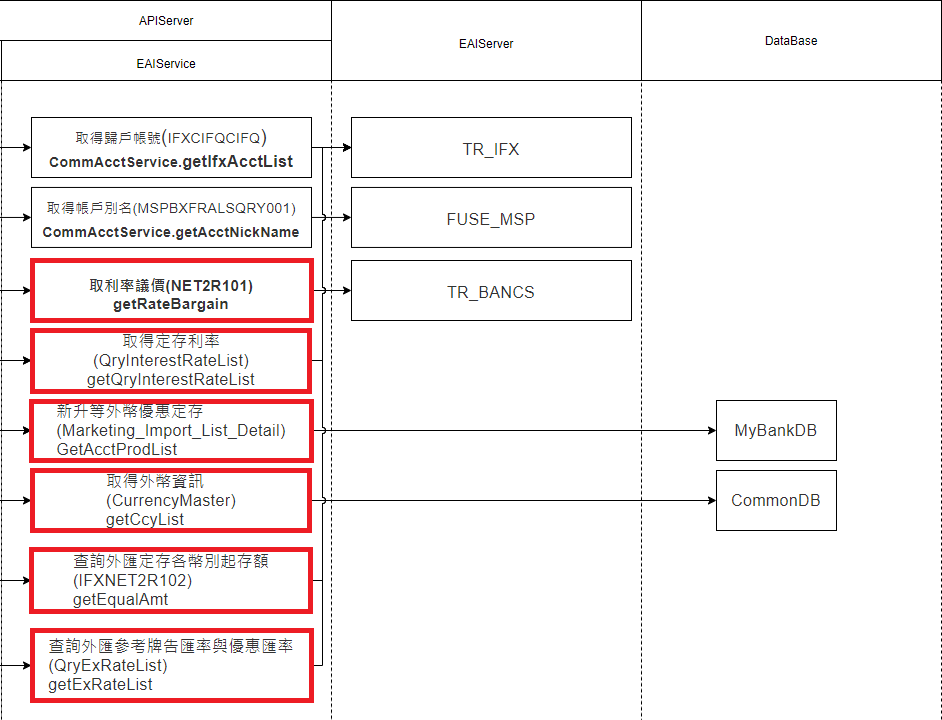 APIServer
EAIService
EAIServer
DataBase
取得歸戶帳號(IFXCIFQCIFQ)
CommAcctService.getIfxAcctList
TR_IFX
取得帳戶別名(MSPBXFRALSQRY001)
CommAcctService.getAcctNickName
FUSE_MSP
取利率議價(NET2R101)
getRateBargain
TR_BANCS
取得定存利率
(QryInterestRateList)
getQryInterestRateList
新升等外幣優惠定存
(Marketing_Import_List_Detail)
GetAcctProdList
MyBankDB
取得外幣資訊
(CurrencyMaster)
getCcyList
CommonDB
查詢外匯定存各幣別起存額
(IFXNET2R102)
getEqualAmt
查詢外匯參考牌告匯率與優惠匯率
(QryExRateList)
getExRateList